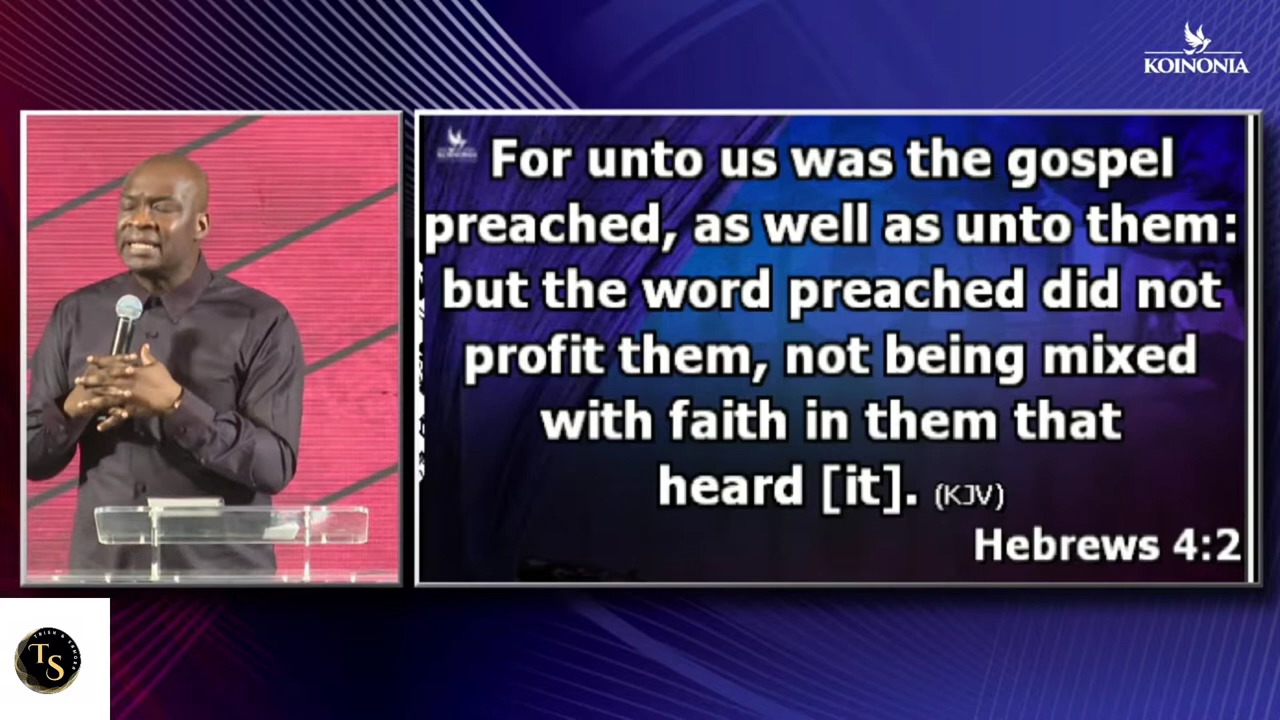 KOINONIA
For unto us was the gospel
preached, as well as unto them:
but the word preached did not
profit them, not being mixed
with faith in them that
heard [it]. (KJV)
Hebrews 4:2
TS